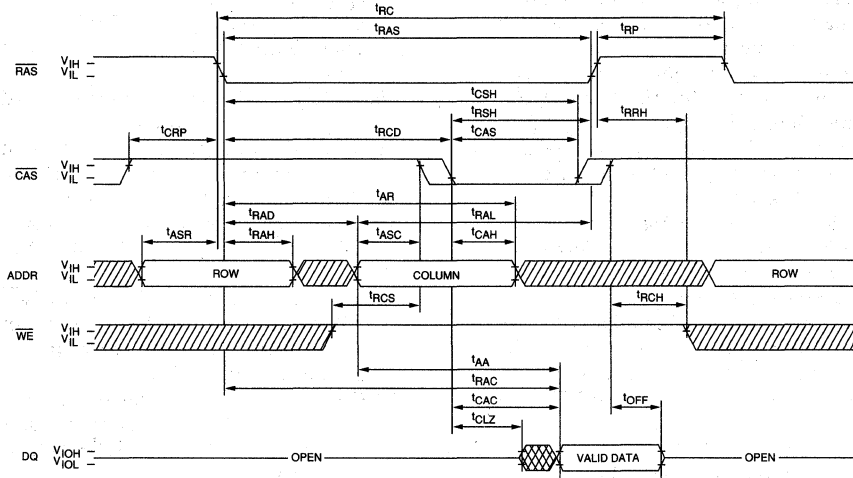 tRC
tRAS
tRP
RAS
VIH
VIL
tCSH
tRSH
tRRH
tCRP
tRCD
tCAS
CAS
VIH
VIL
tAR
tRAD
tRAL
tASR
tRAH
tASC
tCAH
ADDR
VIH
VIL
ROW
COLUMN
ROW
tRCS
tRCH
WE
VIH
VIL
tAA
tRAC
tCAC
tOFF
tCLZ
DQ
VIOH
VIOL
OPEN
VALID DATA
OPEN